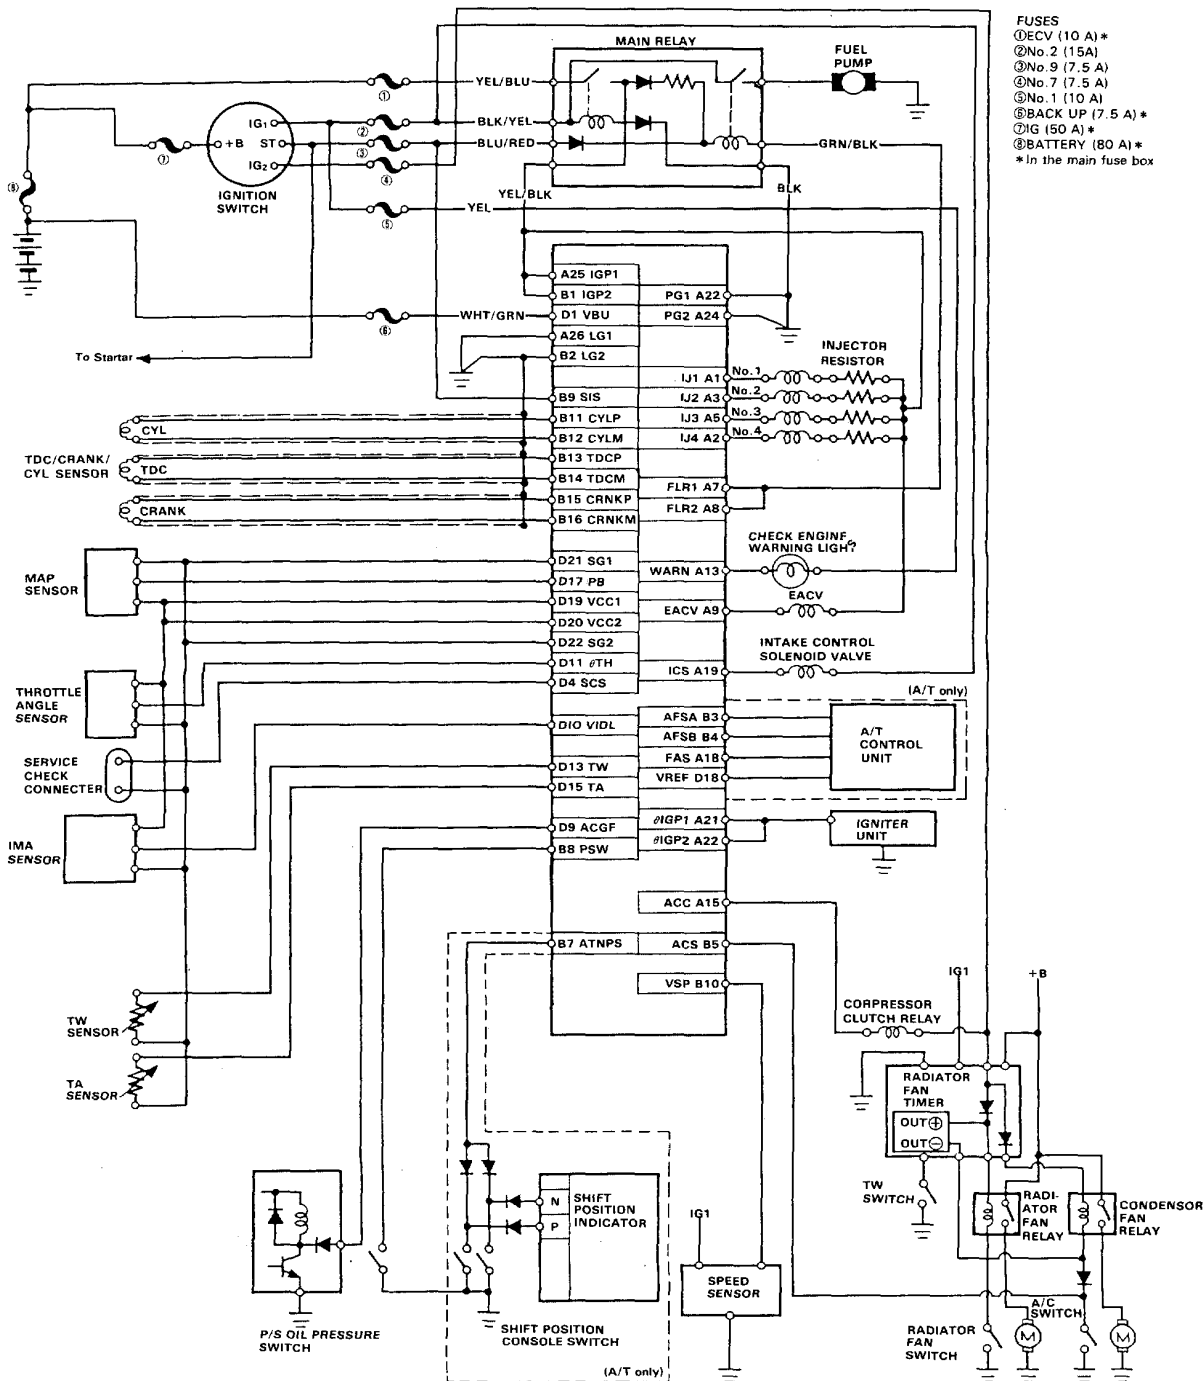 FUSES
①ECV (10 A)*
②No.2 (15A)
③No.9 (7.5 A)
④No.7 (7.5 A)
⑤No.1 (10 A)
⑥BACK UP (7.5 A)*
⑦IG (50 A)*
⑧BATTERY (80 A)*
*In the main fuse box
MAIN RELAY
FUEL
PUMP
YEL/BLU
①
IG1
BLK/YEL
②
+B
ST
BLU/RED
③
GRN/BLK
⑦
IG2
④
⑧
IGNITION
SWITCH
YEL/BLK
BLK
YEL
⑤
A25 IGP1
B1 IGP2
PG1 A22
WHT/GRN
D1 VBU
PG2 A24
⑥
A26 LG1
To Startar
B2 LG2
INJECTOR
RESISTOR
IJ1 A1
No.1
B9 SIS
IJ2 A3
No.2
B11 CYLP
IJ3 A5
No.3
CYL
B12 CYLM
IJ4 A2
No.4
TDC/CRANK/
CYL SENSOR
B13 TDCP
TDC
B14 TDCM
FLR1 A7
B15 CRNKP
FLR2 A8
CRANK
B16 CRNKM
CHECK ENGINE
WARNING LIGHT
D21 SG1
WARN A13
MAP
SENSOR
D17 PB
EACV
D19 VCC1
EACV A9
D20 VCC2
D22 SG2
INTAKE CONTROL
SOLENOID VALVE
D11 θTH
ICS A19
D4 SCS
(A/T only)
THROTTLE
ANGLE
SENSOR
D10 VIDL
AFSA B3
AFSB B4
FAS A18
VREF D18
A/T
CONTROL
UNIT
SERVICE
CHECK
CONNECTER
D13 TW
D15 TA
D9 ACGF
θIGP1 A21
IGNITER
UNIT
B8 PSW
θIGP2 A22
IMA
SENSOR
ACC A15
B7 ATNPS
ACS B5
VSP B10
IG1
+B
CORPRESSOR
CLUTCH RELAY
TW
SENSOR
TA
SENSOR
RADIATOR
FAN
TIMER
OUT⊕
OUT⊖
TW
SWITCH
RADI-
ATOR
FAN
RELAY
CONDENSOR
FAN
RELAY
N
P
SHIFT
POSITION
INDICATOR
IG1
SPEED
SENSOR
A/C
SWITCH
RADIATOR
FAN
SWITCH
M
M
P/S OIL PRESSURE
SWITCH
SHIFT POSITION
CONSOLE SWITCH
(A/T only)